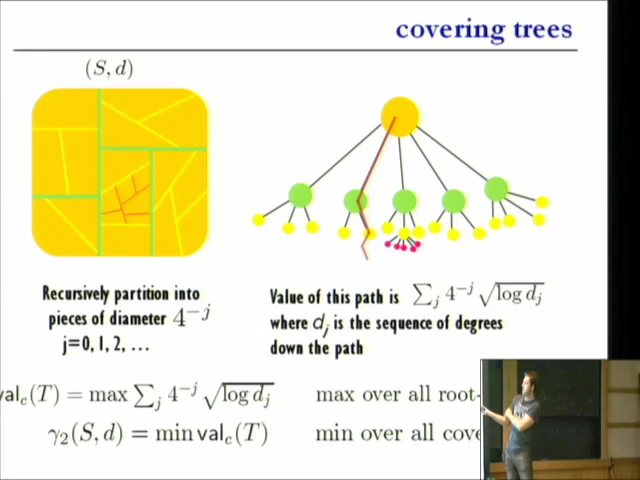 covering trees
(S, d)
Recursively partition into
pieces of diameter 4^{-j}
j=0, 1, 2, ...
Value of this path is ∑_j 4^{-j} √(log d_j)
where d_j is the sequence of degrees
down the path
val_c(T) = max ∑_j 4^{-j} √(log d_j) max over all root-
γ_2(S, d) = min val_c(T) min over all cove